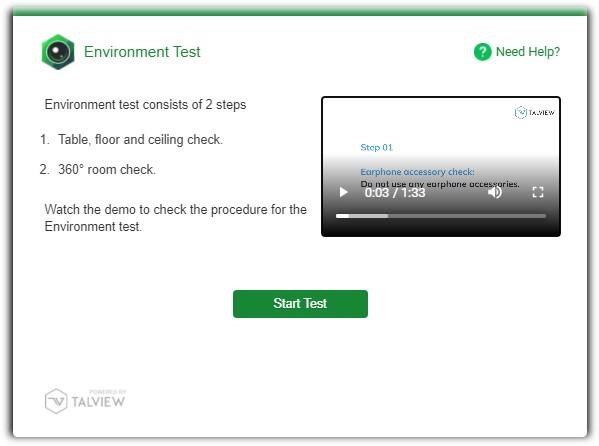 Environment Test
Need Help?
Environment test consists of 2 steps
1. Table, floor and ceiling check.
2. 360° room check.
Watch the demo to check the procedure for the
Environment test.
TALVIEW
Step 01
Earphone accessory check:
Do not use any earphone accessories.
0:03 / 1:33
Start Test
POWERED BY
TALVIEW